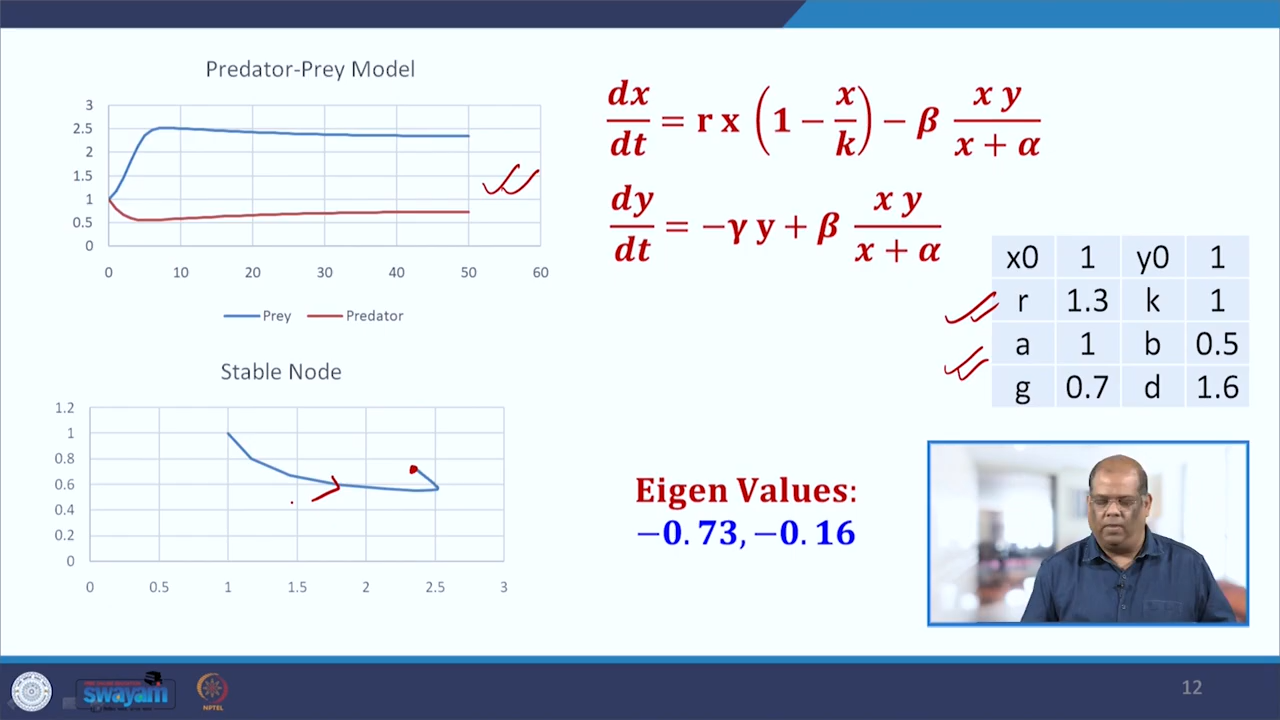 Predator-Prey Model
3
2.5
2
1.5
1
0.5
0
0 10 20 30 40 50 60
Prey Predator
Stable Node
1.2
1
0.8
0.6
0.4
0.2
0
0 0.5 1 1.5 2 2.5 3
dx/dt = r x (1 − x/k) − β x y/(x + α)
dy/dt = −γ y + β x y/(x + α)
x0 1 y0 1
r 1.3 k 1
a 1 b 0.5
g 0.7 d 1.6
Eigen Values:
−0.73, −0.16
swayam
NPTEL
12